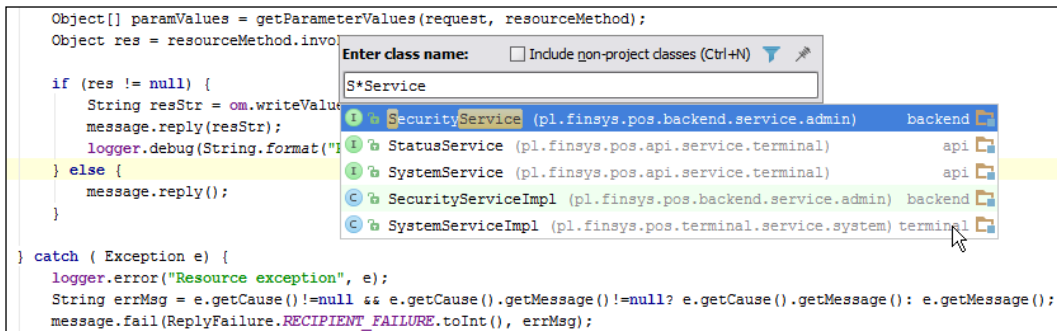 Object[] paramValues = getParameterValues(request, resourceMethod);
Object res = resourceMethod.invo
Enter class name: Include non-project classes (Ctrl+N)
S*Service
if (res != null) {
String resStr = om.writeValue
message.reply(resStr);
logger.debug(String.format("
} else {
message.reply();
}
SecurityService (pl.finsys.pos.backend.service.admin) backend
StatusService (pl.finsys.pos.api.service.terminal) api
SystemService (pl.finsys.pos.api.service.terminal) api
SecurityServiceImpl (pl.finsys.pos.backend.service.admin) backend
SystemServiceImpl (pl.finsys.pos.terminal.service.system) terminal
} catch ( Exception e) {
logger.error("Resource exception", e);
String errMsg = e.getCause()!=null && e.getCause().getMessage()!=null? e.getCause().getMessage(): e.getMessage();
message.fail(ReplyFailure.RECIPIENT_FAILURE.toInt(), errMsg);